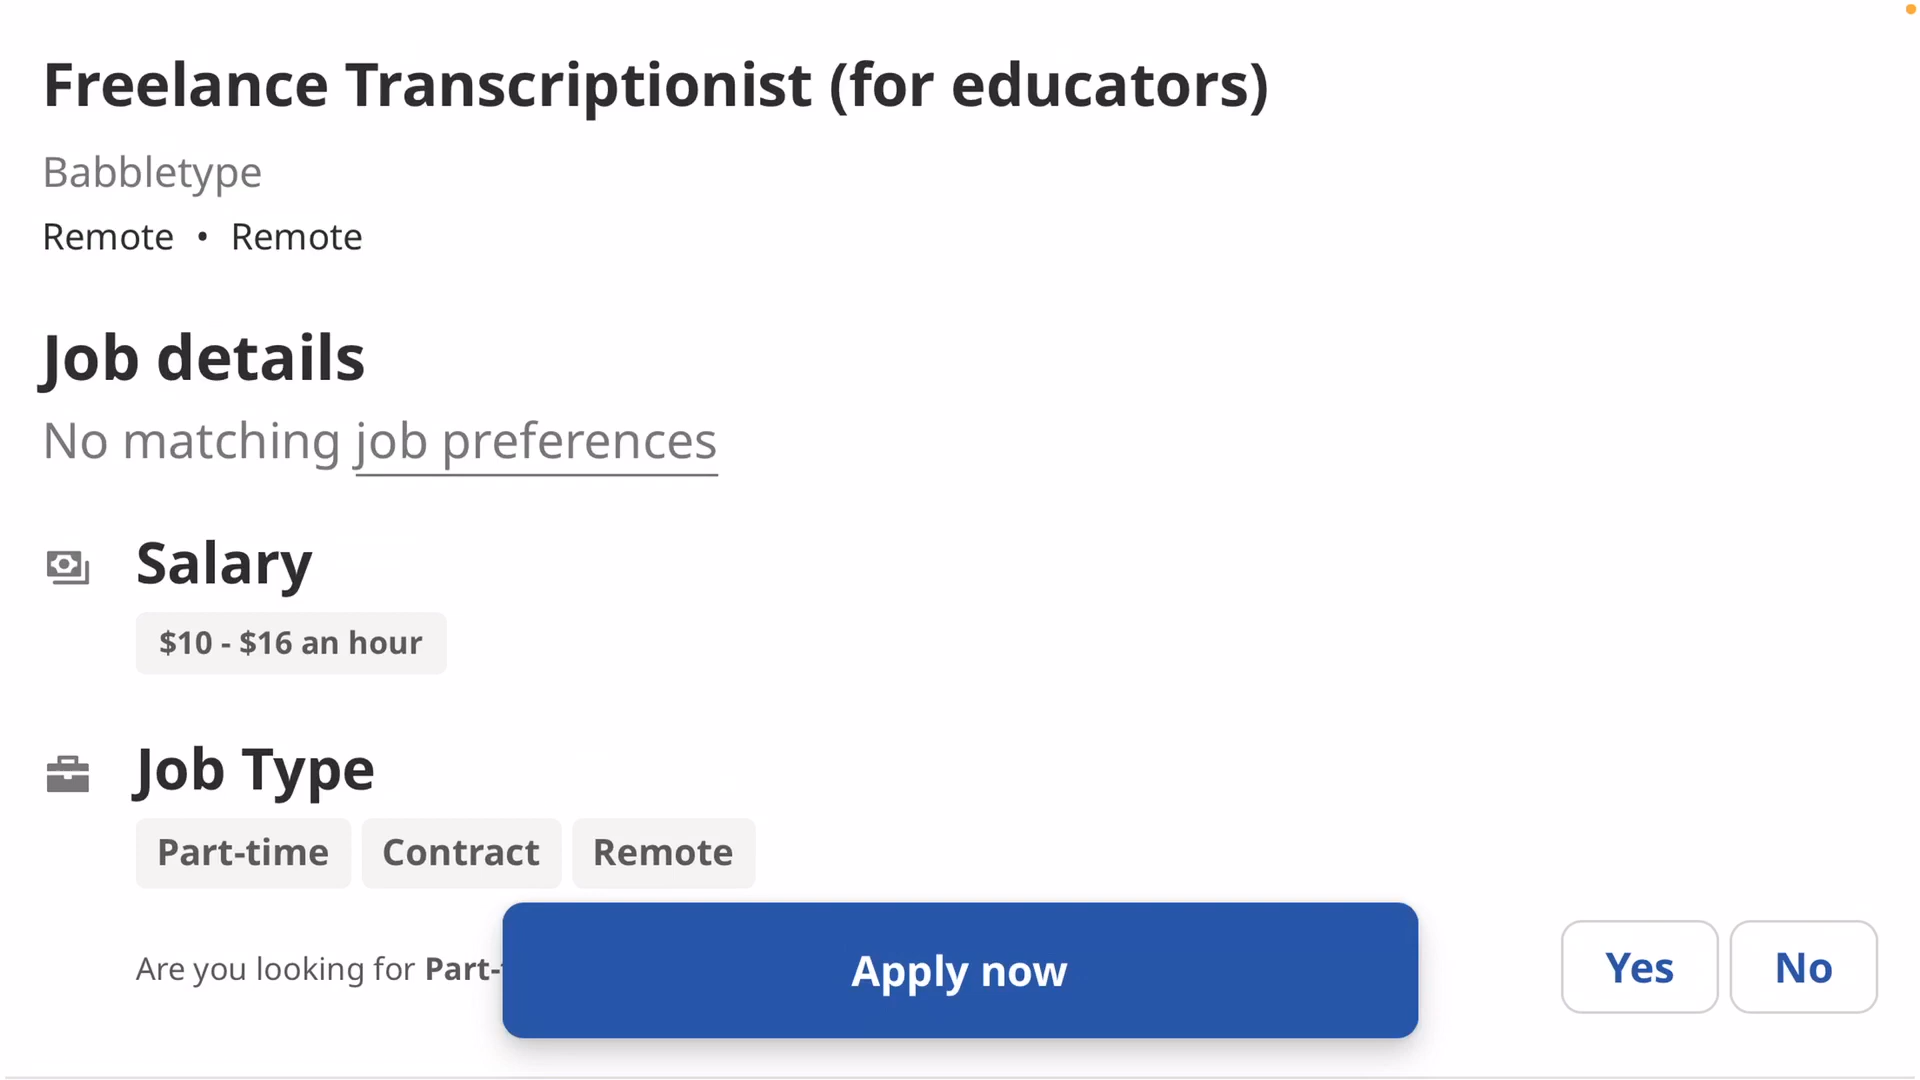 Freelance Transcriptionist (for educators)
Babbletype
Remote • Remote
Job details
No matching job preferences
Salary
$10 - $16 an hour
Job Type
Part-time Contract Remote
Are you looking for Part-
Apply now
Yes No